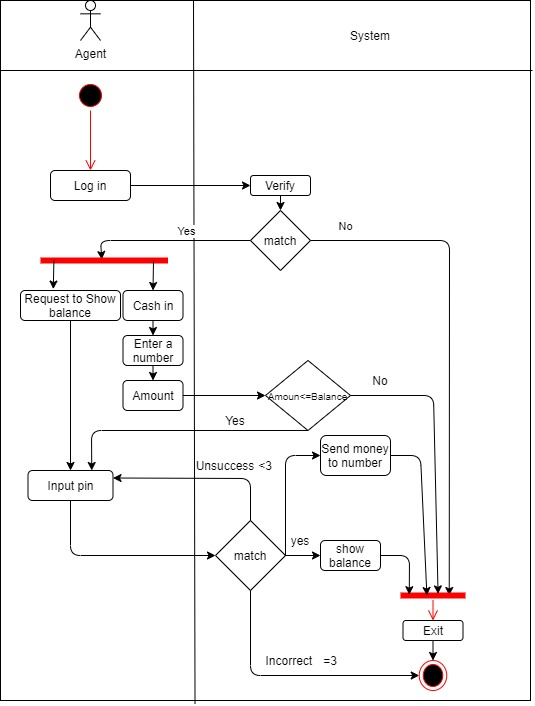 Agent
System
Log in
Verify
match
Yes
No
Request to Show
balance
Cash in
Enter a
number
Amount
Amoun<=Balance
No
Yes
Input pin
Unsuccess <3
Send money
to number
match
yes
show
balance
Exit
Incorrect =3